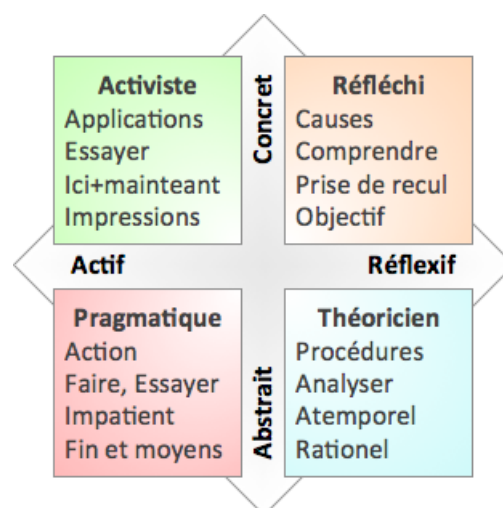 Activiste
Applications
Essayer
Ici+mainteant
Impressions
Concret
Réfléchi
Causes
Comprendre
Prise de recul
Objectif
Actif
Réflexif
Pragmatique
Action
Faire, Essayer
Impatient
Fin et moyens
Abstrait
Théoricien
Procédures
Analyser
Atemporel
Rationel